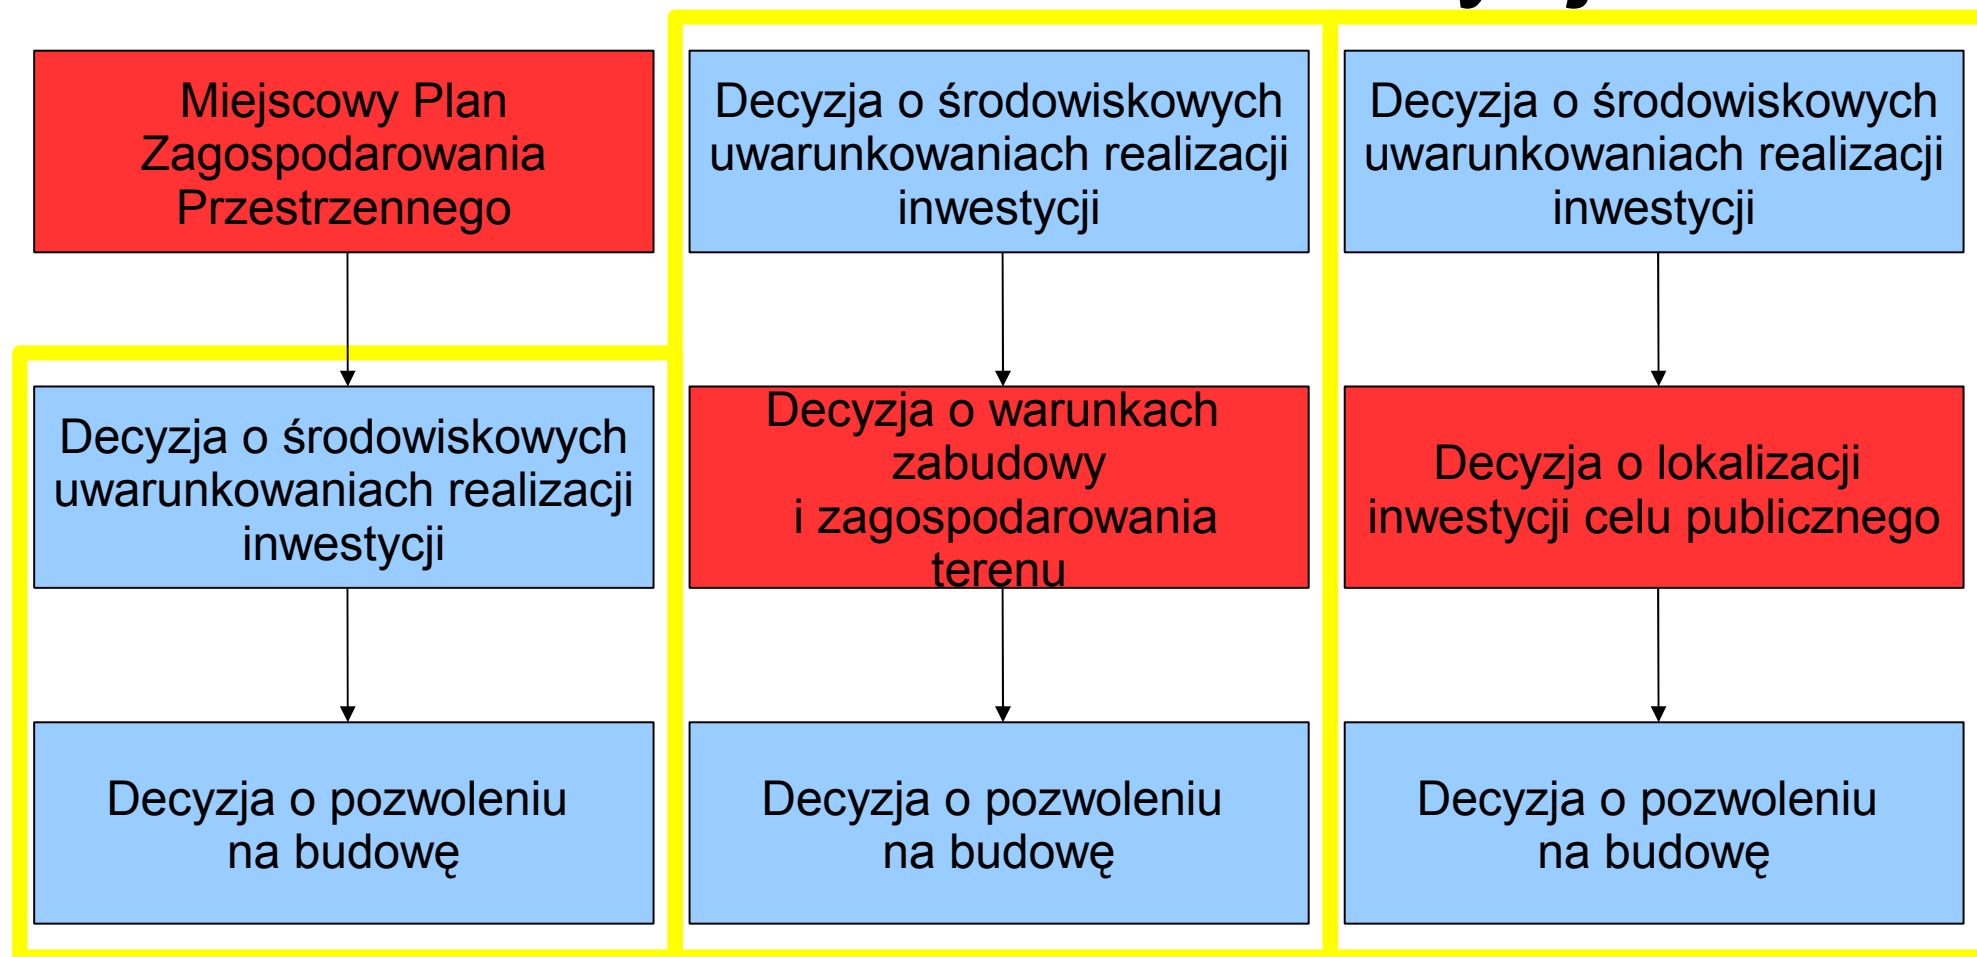 Miejscowy Plan
Zagospodarowania
Przestrzennego
Decyzja o środowiskowych
uwarunkowaniach realizacji
inwestycji
Decyzja o środowiskowych
uwarunkowaniach realizacji
inwestycji
Decyzja o środowiskowych
uwarunkowaniach realizacji
inwestycji
Decyzja o warunkach
zabudowy
i zagospodarowania
terenu
Decyzja o lokalizacji
inwestycji celu publicznego
Decyzja o pozwoleniu
na budowę
Decyzja o pozwoleniu
na budowę
Decyzja o pozwoleniu
na budowę